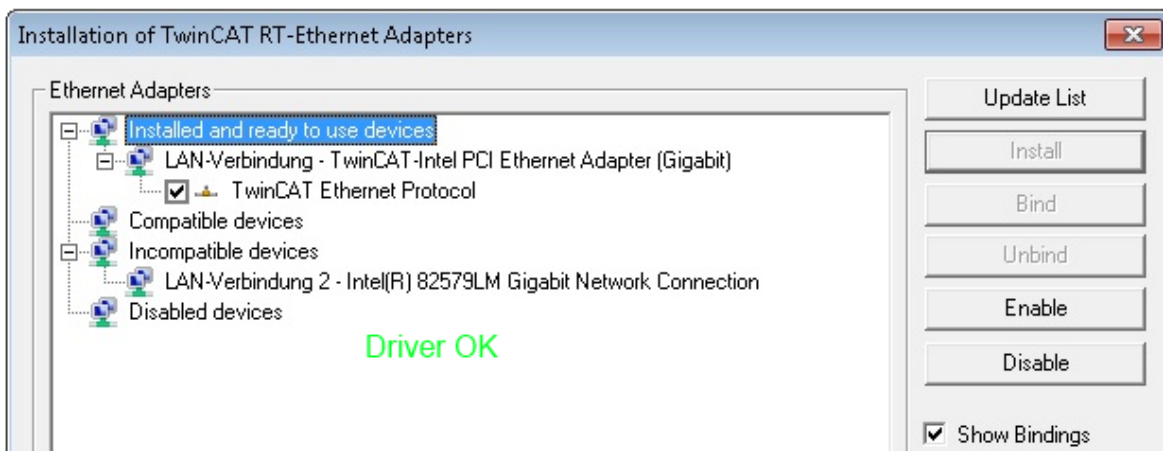 Installation of TwinCAT RT-Ethernet Adapters
Ethernet Adapters
Installed and ready to use devices
LAN-Verbindung - TwinCAT-Intel PCI Ethernet Adapter (Gigabit)
TwinCAT Ethernet Protocol
Compatible devices
Incompatible devices
LAN-Verbindung 2 - Intel(R) 82579LM Gigabit Network Connection
Disabled devices
Driver OK
Update List
Install
Bind
Unbind
Enable
Disable
Show Bindings